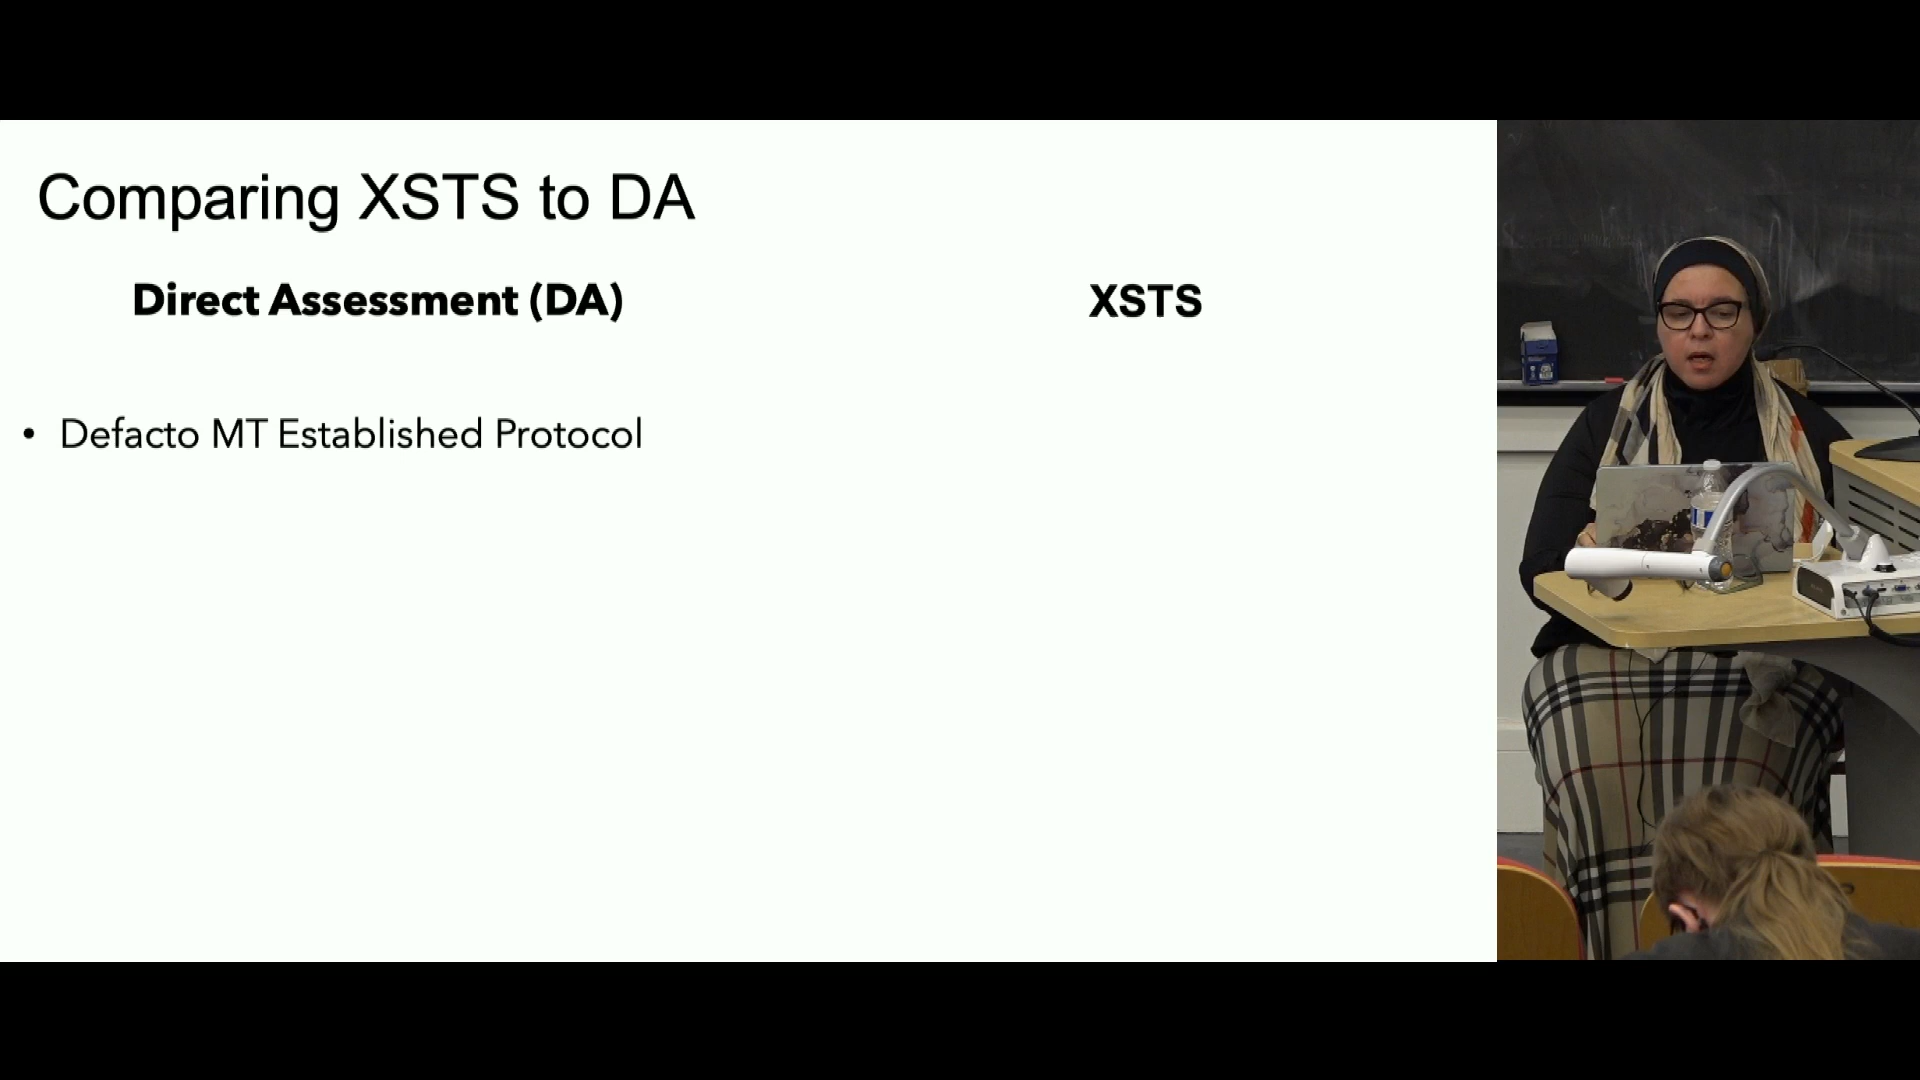 Comparing XSTS to DA
Direct Assessment (DA)
XSTS
• Defacto MT Established Protocol